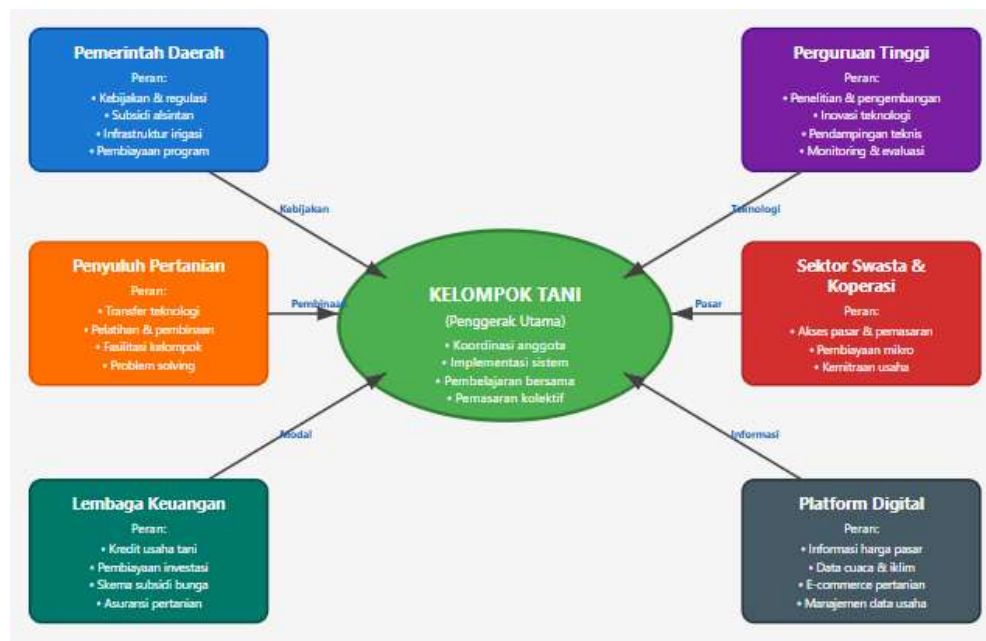 Pemerintah Daerah
Peran:
• Kebijakan & regulasi
• Subsidi alsintan
• Infrastruktur irigasi
• Pembiayaan program
Perguruan Tinggi
Peran:
• Penelitian & pengembangan
• Inovasi teknologi
• Pendampingan teknis
• Monitoring & evaluasi
Kebijakan
Teknologi
Penyuluh Pertanian
Peran:
• Transfer teknologi
• Pelatihan & pembinaan
• Fasilitasi kelompok
• Problem solving
Pembinaan
KELOMPOK TANI
(Penggerak Utama)
• Koordinasi anggota
• Implementasi sistem
• Pembelajaran bersama
• Pemasaran kolektif
Pasar
Sektor Swasta &
Koperasi
Peran:
• Akses pasar & pemasaran
• Pembiayaan mikro
• Kemitraan usaha
Modal
Informasi
Lembaga Keuangan
Peran:
• Kredit usaha tani
• Pembiayaan investasi
• Skema subsidi bunga
• Asuransi pertanian
Platform Digital
Peran:
• Informasi harga pasar
• Data cuaca & iklim
• E-commerce pertanian
• Manajemen data usaha